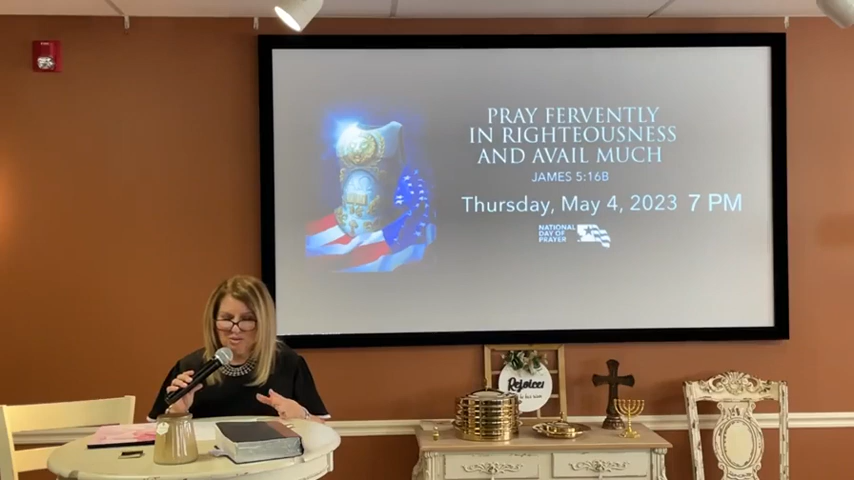 PRAY FERVENTLY
IN RIGHTEOUSNESS
AND AVAIL MUCH
JAMES 5:16B
Thursday, May 4, 2023 7 PM
NATIONAL
DAY OF
PRAYER
Rejoice!